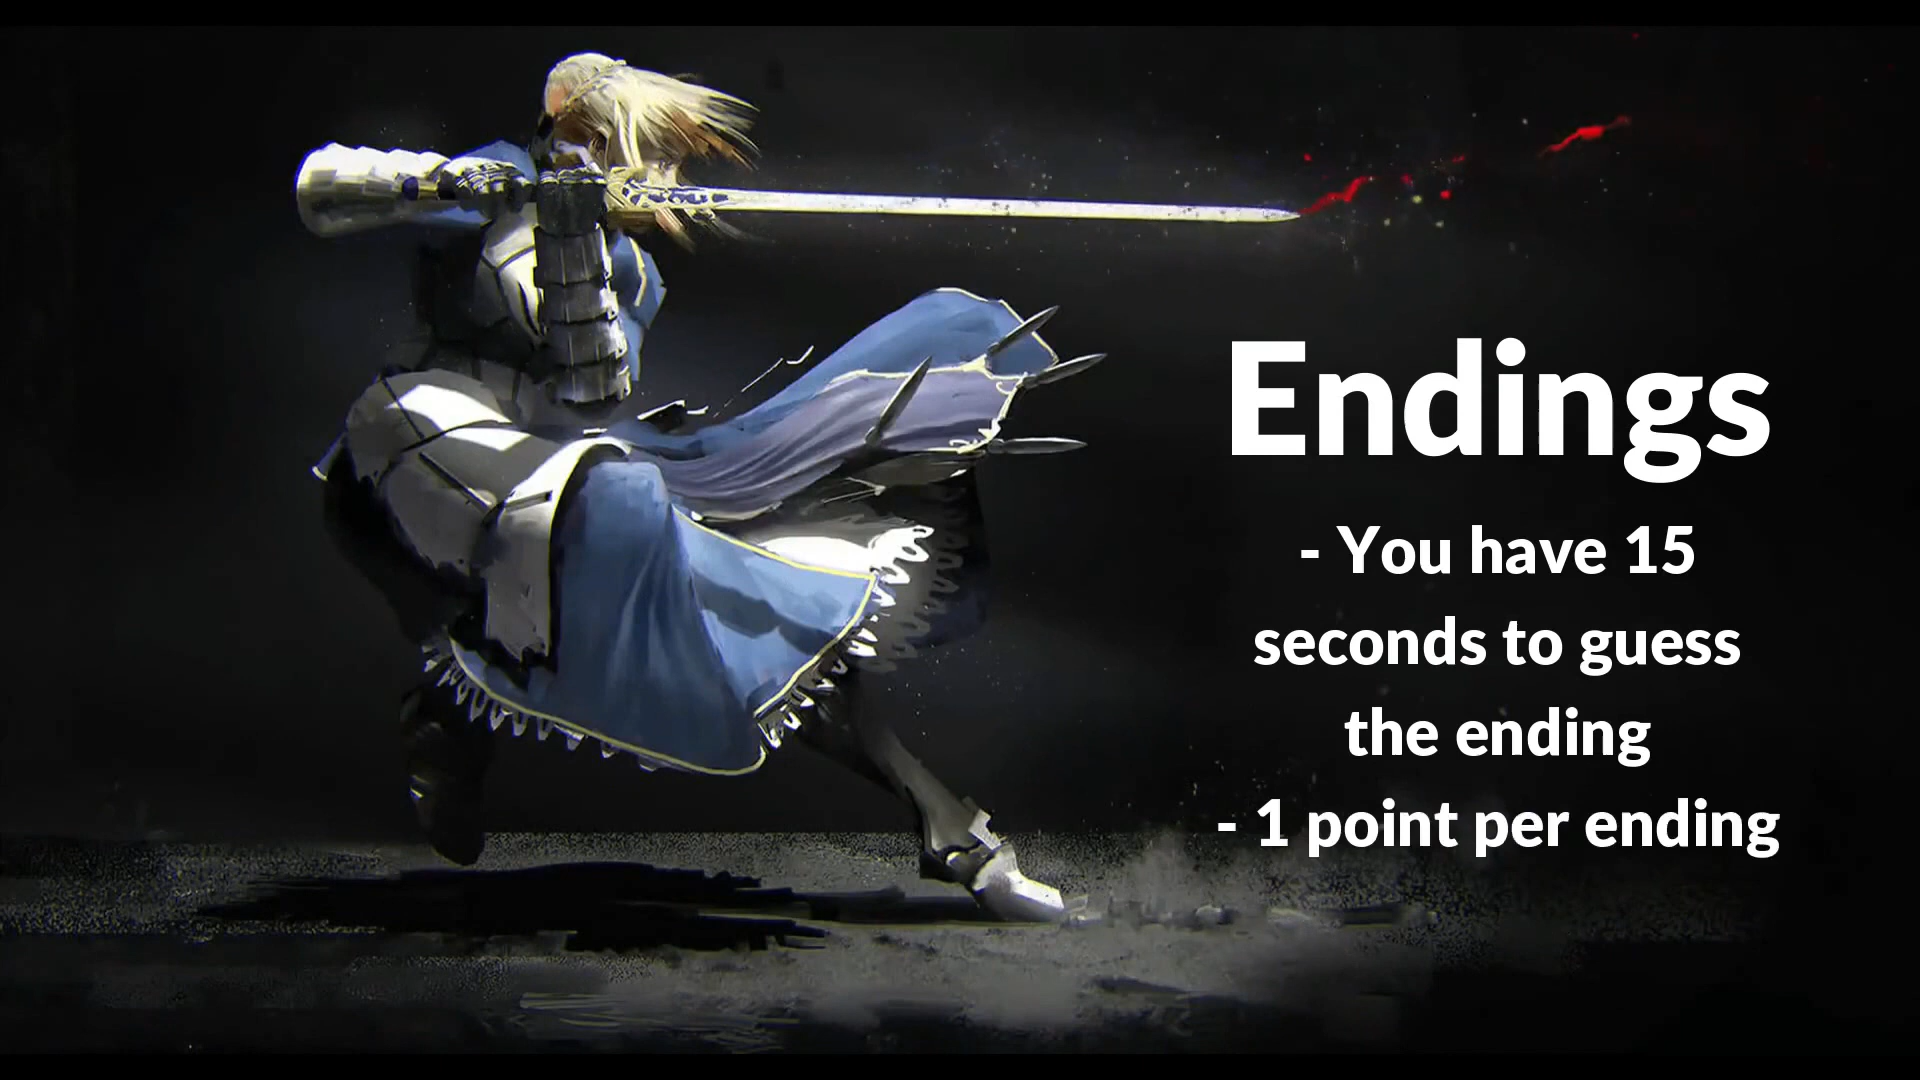 Endings
- You have 15
seconds to guess
the ending
- 1 point per ending